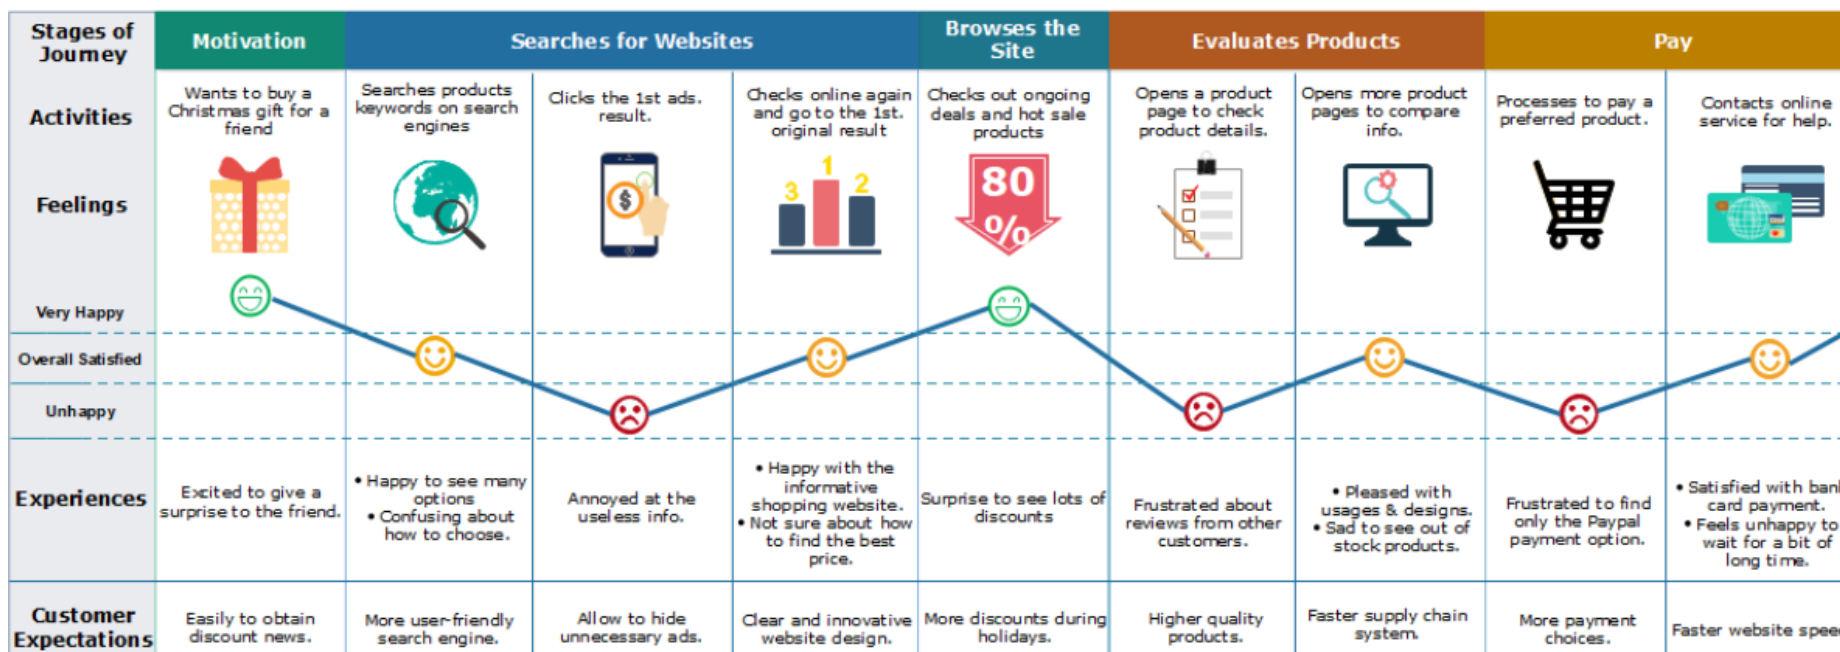 Stages of
Journey
Motivation
Searches for Websites
Browses the
Site
Evaluates Products
Pay
Activities
Wants to buy a
Christmas gift for a
friend
Searches products
keywords on search
engines
Clicks the 1st ads.
result.
Checks online again
and go to the 1st.
original result
Checks out ongoing
deals and hot sale
products
Opens a product
page to check
product details.
Opens more product
pages to compare
info.
Processes to pay a
preferred product.
Contacts online
service for help.
Feelings
$
3
1
2
80
%
Very Happy
Overall Satisfied
Unhappy
Experiences
Excited to give a
surprise to the friend.
• Happy to see many
options
• Confusing about
how to choose.
Annoyed at the
useless info.
• Happy with the
informative
shopping website.
• Not sure about how
to find the best
price.
Surprise to see lots of
discounts
Frustrated about
reviews from other
customers.
• Pleased with
usages & designs.
• Sad to see out of
stock products.
Frustrated to find
only the Paypal
payment option.
• Satisfied with bank
card payment.
• Feels unhappy to
wait for a bit of
long time.
Customer
Expectations
Easily to obtain
discount news.
More user-friendly
search engine.
Allow to hide
unnecessary ads.
Clear and innovative
website design.
More discounts during
holidays.
Higher quality
products.
Faster supply chain
system.
More payment
choices.
Faster website speed